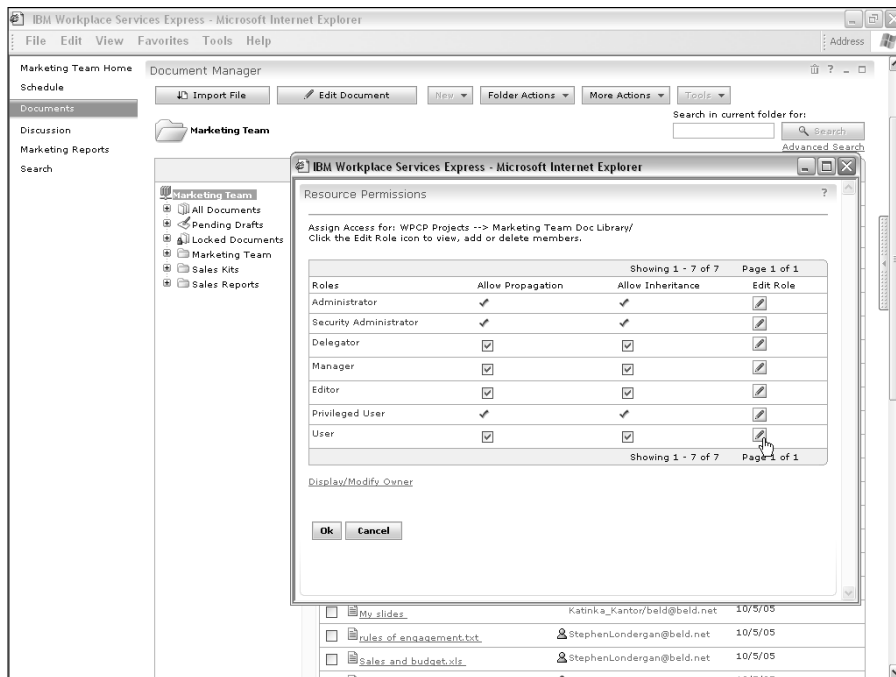 IBM Workplace Services Express - Microsoft Internet Explorer
File Edit View Favorites Tools Help
Address
Marketing Team Home
Schedule
Documents
Discussion
Marketing Reports
Search
Document Manager
?
Import File
Edit Document
New
Folder Actions
More Actions
Tools
Marketing Team
Search in current folder for:
Search
Advanced Search
Marketing Team
All Documents
Pending Drafts
Locked Documents
Marketing Team
Sales Kits
Sales Reports
IBM Workplace Services Express - Microsoft Internet Explorer
Resource Permissions
?
Assign Access for: WPCP Projects --> Marketing Team Doc Library/
Click the Edit Role icon to view, add or delete members.
Showing 1 - 7 of 7 Page 1 of 1
Roles Allow Propagation Allow Inheritance Edit Role
Administrator
Security Administrator
Delegator
Manager
Editor
Privileged User
User
Showing 1 - 7 of 7 Page 1 of 1
Display/Modify Owner
Ok Cancel
My slides Katinka_Kantor/beld@beld.net 10/5/05
rules of engagement.txt StephenLondergan@beld.net 10/5/05
Sales and budget.xls StephenLondergan@beld.net 10/5/05